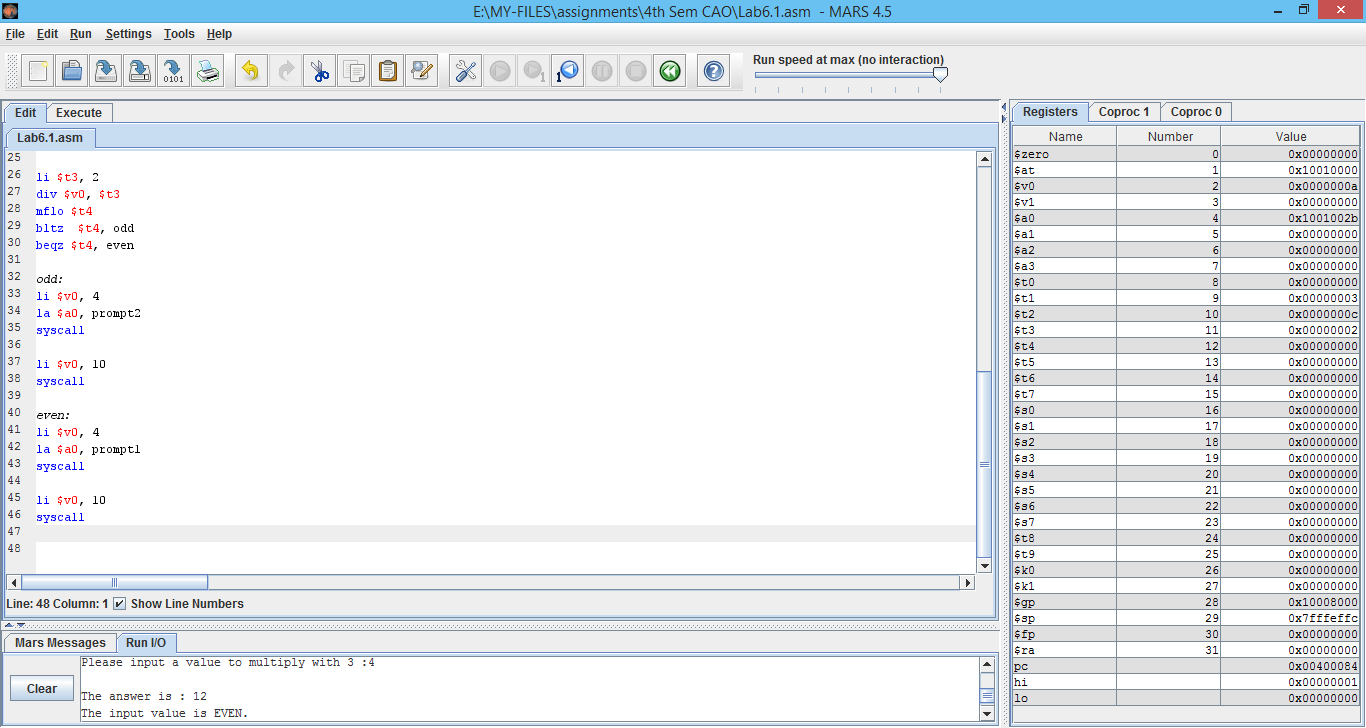 E:\MY-FILES\assignments\4th Sem CAO\Lab6.1.asm - MARS 4.5
File Edit Run Settings Tools Help
0101
1
1
Run speed at max (no interaction)
Edit Execute
Lab6.1.asm
25
26 li $t3, 2
27 div $v0, $t3
28 mflo $t4
29 bltz  $t4, odd
30 beqz $t4, even
31
32 odd:
33 li $v0, 4
34 la $a0, prompt2
35 syscall
36
37 li $v0, 10
38 syscall
39
40 even:
41 li $v0, 4
42 la $a0, prompt1
43 syscall
44
45 li $v0, 10
46 syscall
47
48
Line: 48 Column: 1 Show Line Numbers
Mars Messages Run I/O
Clear
Please input a value to multiply with 3 :4
The answer is : 12
The input value is EVEN.
Registers Coproc 1 Coproc 0
Name Number Value
$zero 0 0x00000000
$at 1 0x10010000
$v0 2 0x0000000a
$v1 3 0x00000000
$a0 4 0x1001002b
$a1 5 0x00000000
$a2 6 0x00000000
$a3 7 0x00000000
$t0 8 0x00000000
$t1 9 0x00000003
$t2 10 0x0000000c
$t3 11 0x00000002
$t4 12 0x00000000
$t5 13 0x00000000
$t6 14 0x00000000
$t7 15 0x00000000
$s0 16 0x00000000
$s1 17 0x00000000
$s2 18 0x00000000
$s3 19 0x00000000
$s4 20 0x00000000
$s5 21 0x00000000
$s6 22 0x00000000
$s7 23 0x00000000
$t8 24 0x00000000
$t9 25 0x00000000
$k0 26 0x00000000
$k1 27 0x00000000
$gp 28 0x10008000
$sp 29 0x7fffeffc
$fp 30 0x00000000
$ra 31 0x00000000
pc 0x00400084
hi 0x00000001
lo 0x00000000